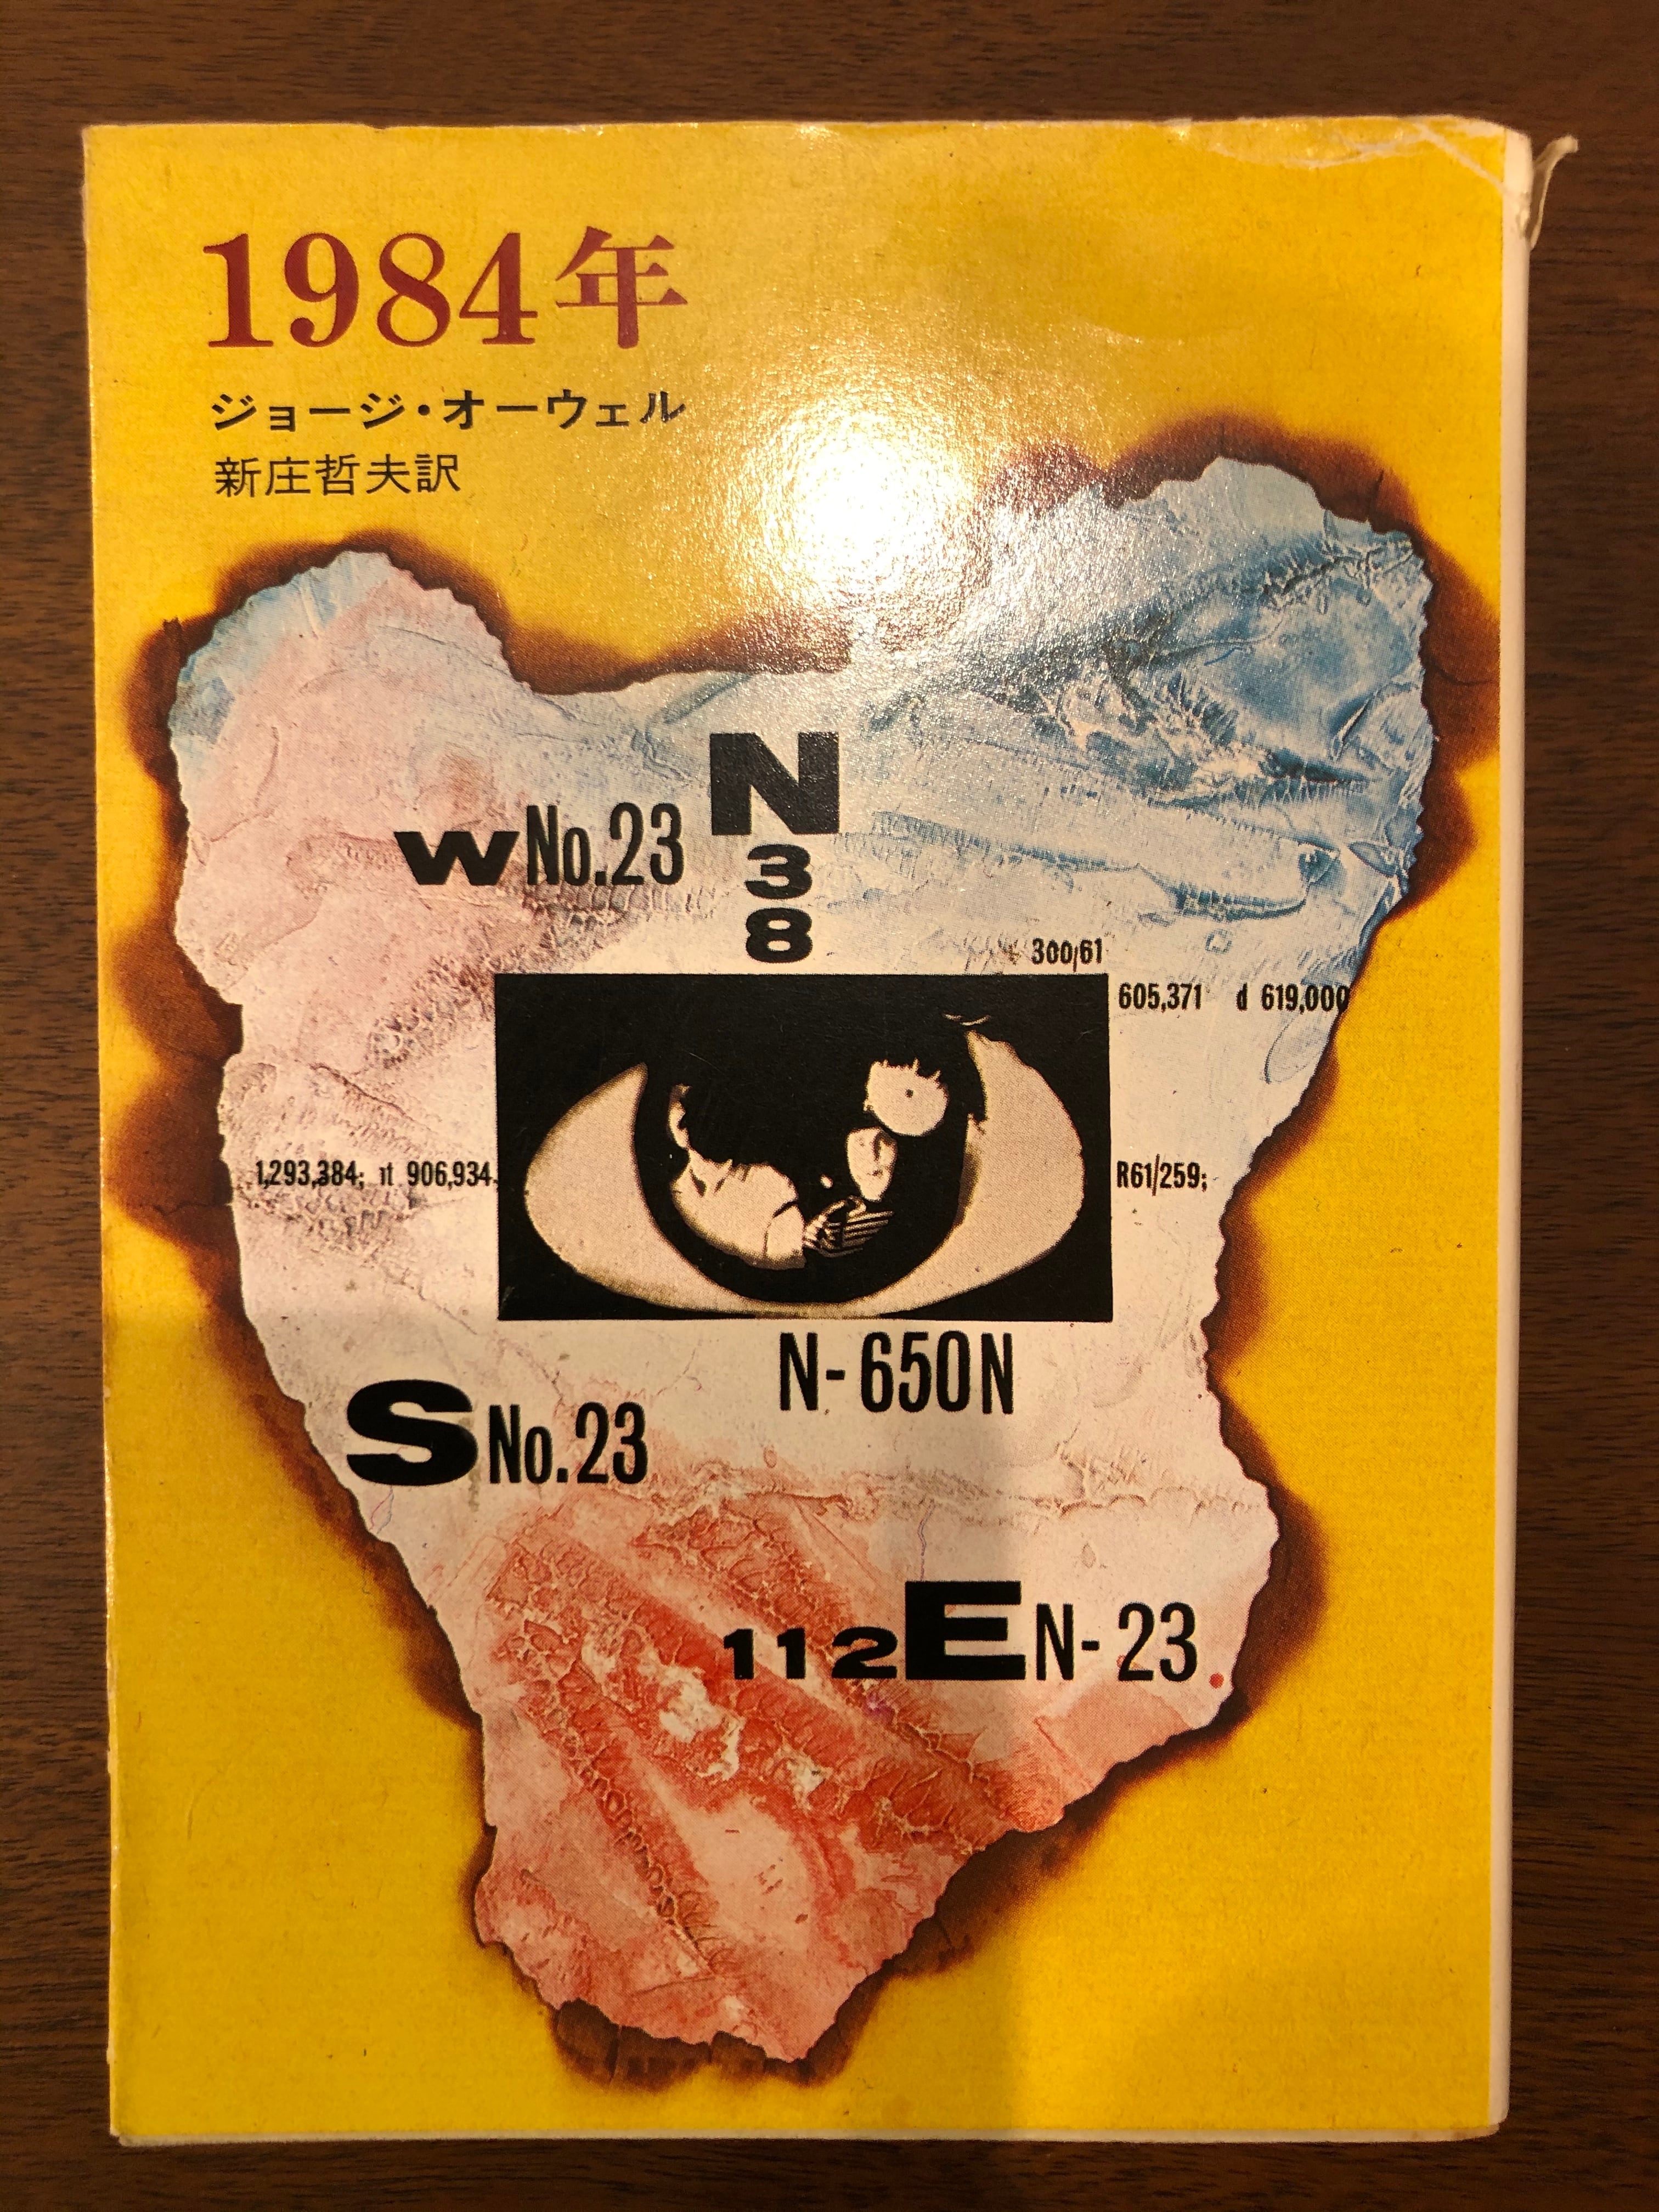 1984年
ジョージ・オーウェル
新庄哲夫訳
N
W No.23
3
8
300/61
605,371 d 619,000
1,293,384; 906,934.
R61/259;
N-650N
S No.23
112EN-23